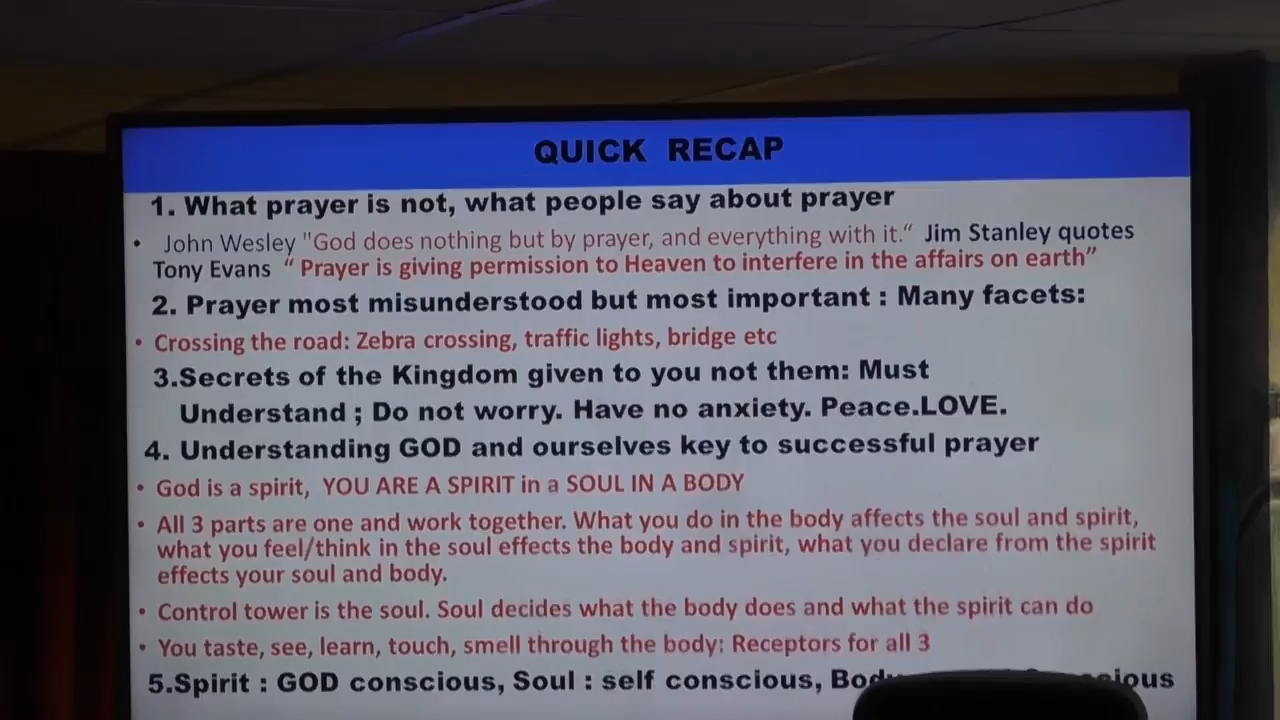 QUICK RECAP
1. What prayer is not, what people say about prayer
• John Wesley "God does nothing but by prayer, and everything with it.“ Jim Stanley quotes
Tony Evans “ Prayer is giving permission to Heaven to interfere in the affairs on earth”
2. Prayer most misunderstood but most important : Many facets:
• Crossing the road: Zebra crossing, traffic lights, bridge etc
3.Secrets of the Kingdom given to you not them: Must
Understand ; Do not worry. Have no anxiety. Peace.LOVE.
4. Understanding GOD and ourselves key to successful prayer
• God is a spirit, YOU ARE A SPIRIT in a SOUL IN A BODY
• All 3 parts are one and work together. What you do in the body affects the soul and spirit,
what you feel/think in the soul effects the body and spirit, what you declare from the spirit
effects your soul and body.
• Control tower is the soul. Soul decides what the body does and what the spirit can do
• You taste, see, learn, touch, smell through the body: Receptors for all 3
5.Spirit : GOD conscious, Soul : self conscious,